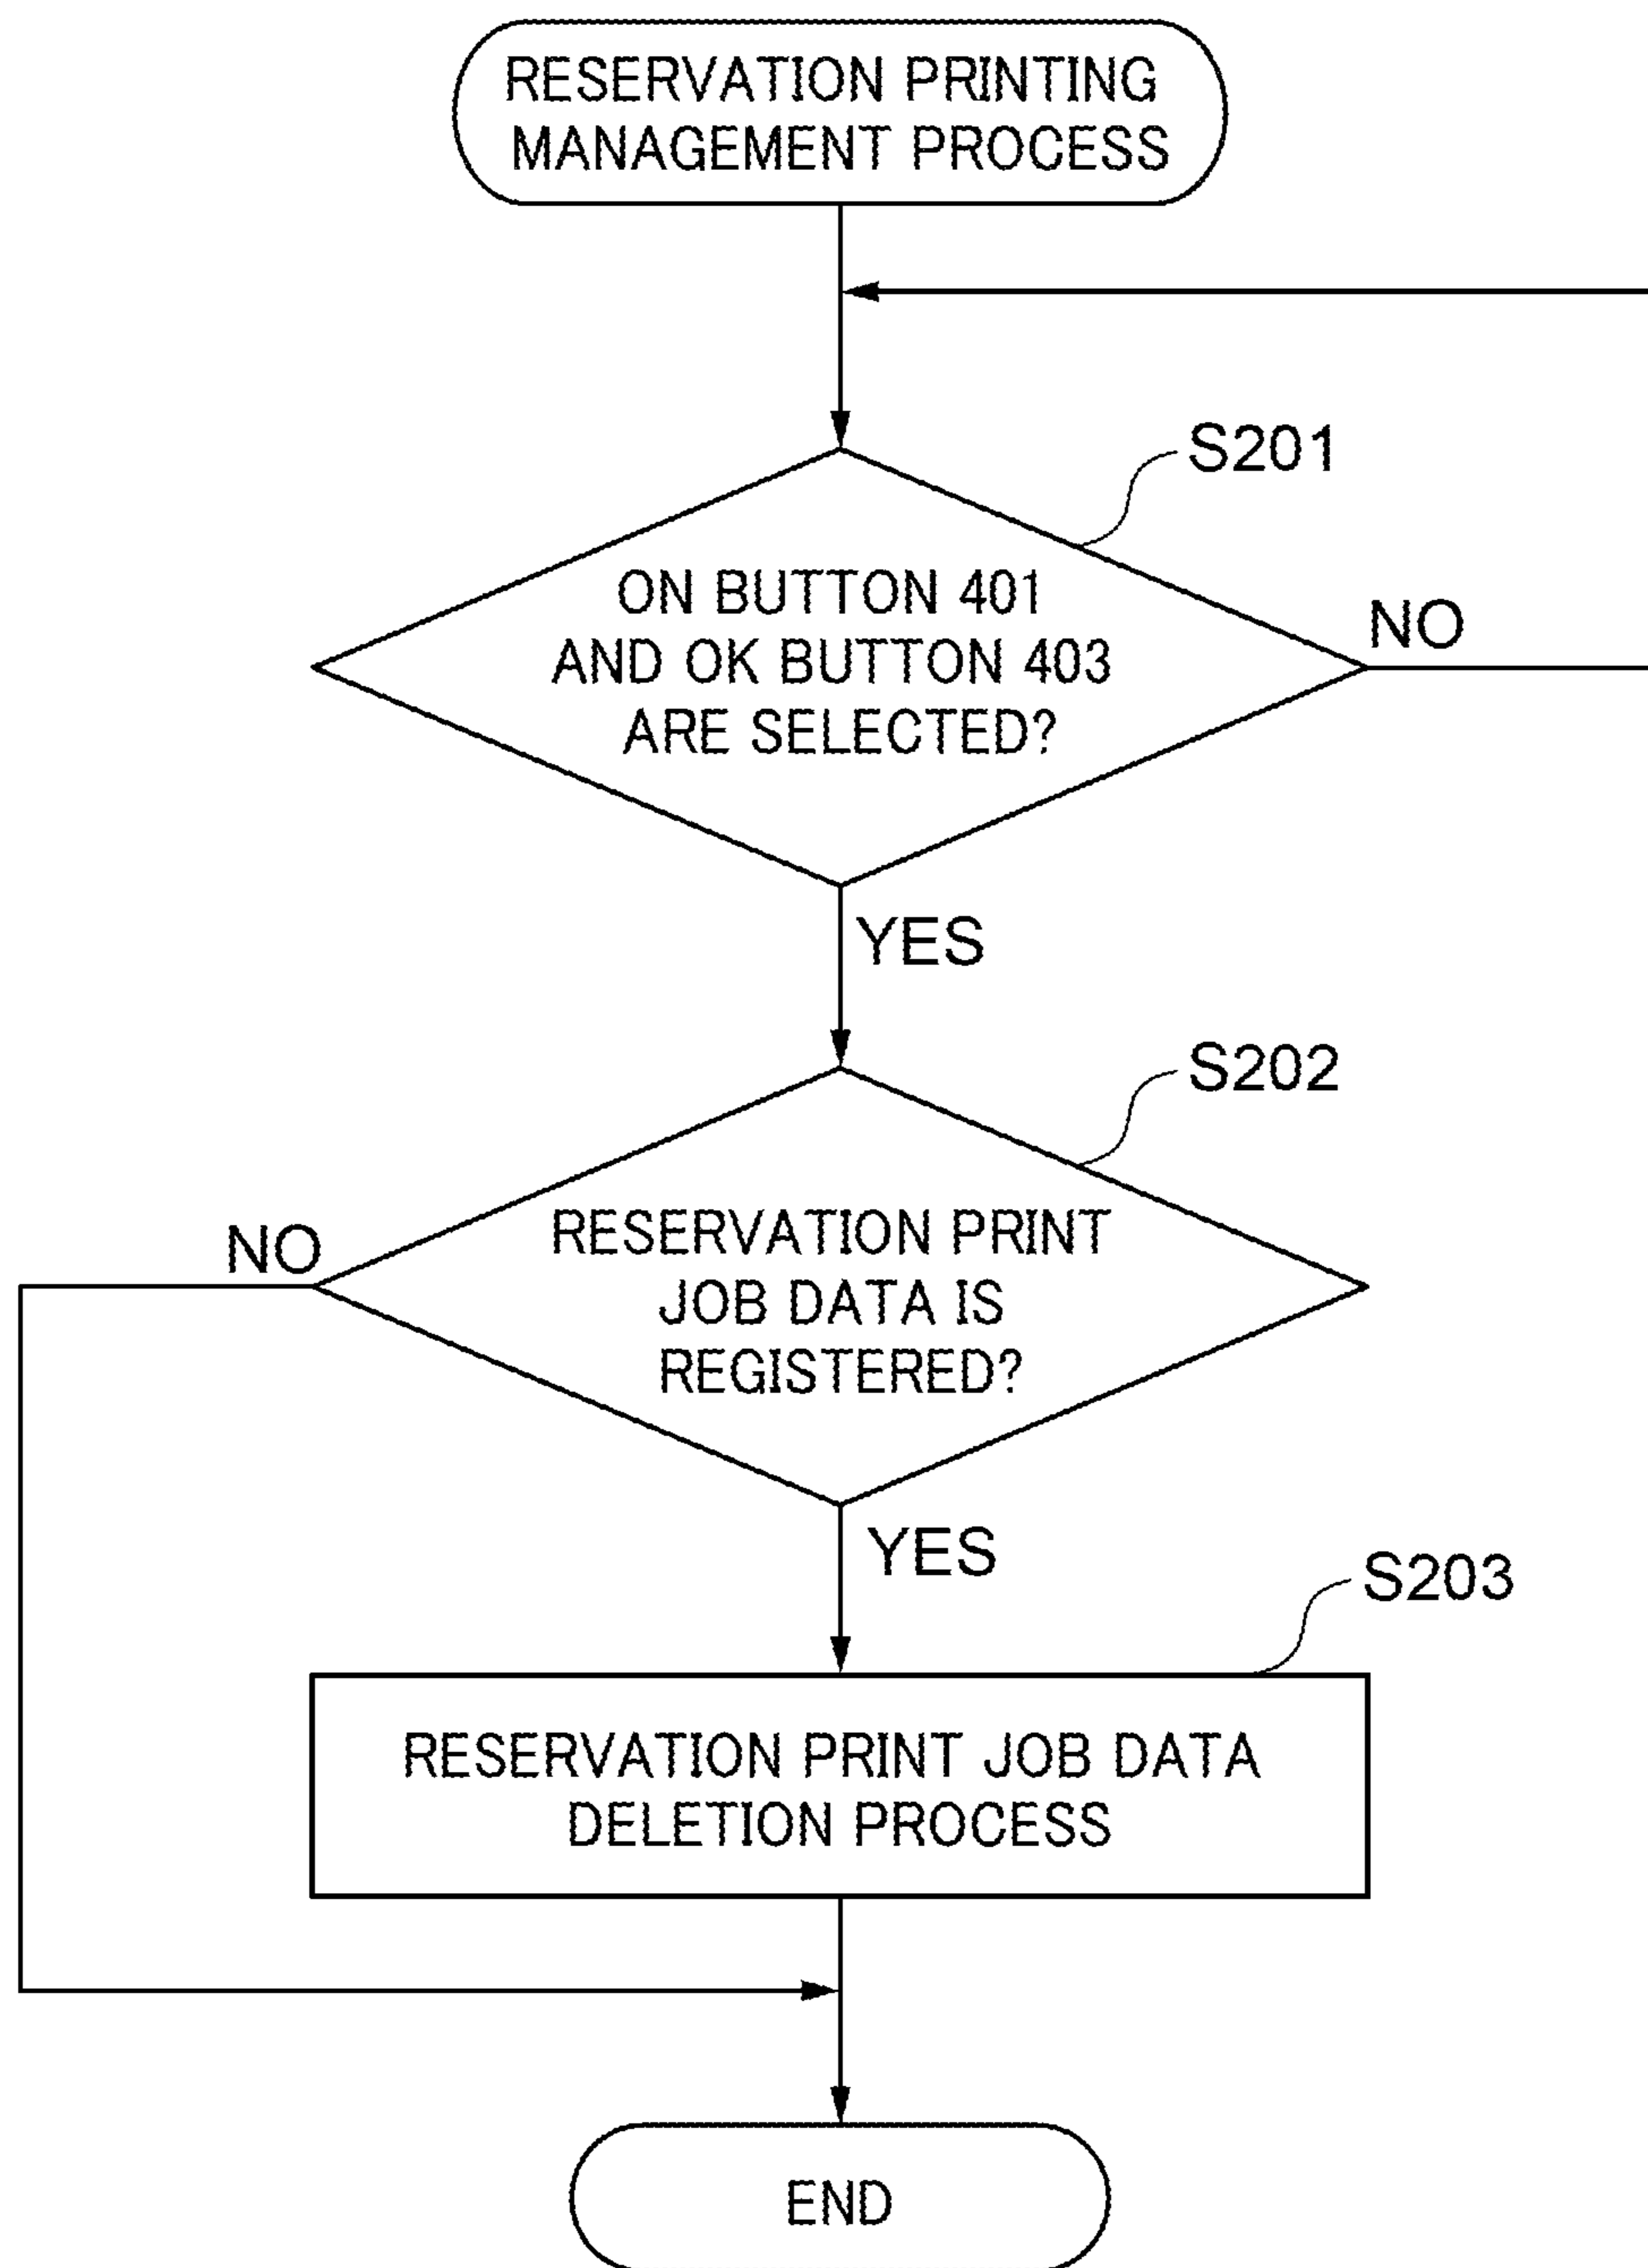 RESERVATION PRINTING
MANAGEMENT PROCESS
S201
ON BUTTON 401
AND OK BUTTON 403
ARE SELECTED?
NO
YES
S202
NO
RESERVATION PRINT
JOB DATA IS
REGISTERED?
YES
S203
RESERVATION PRINT JOB DATA
DELETION PROCESS
END